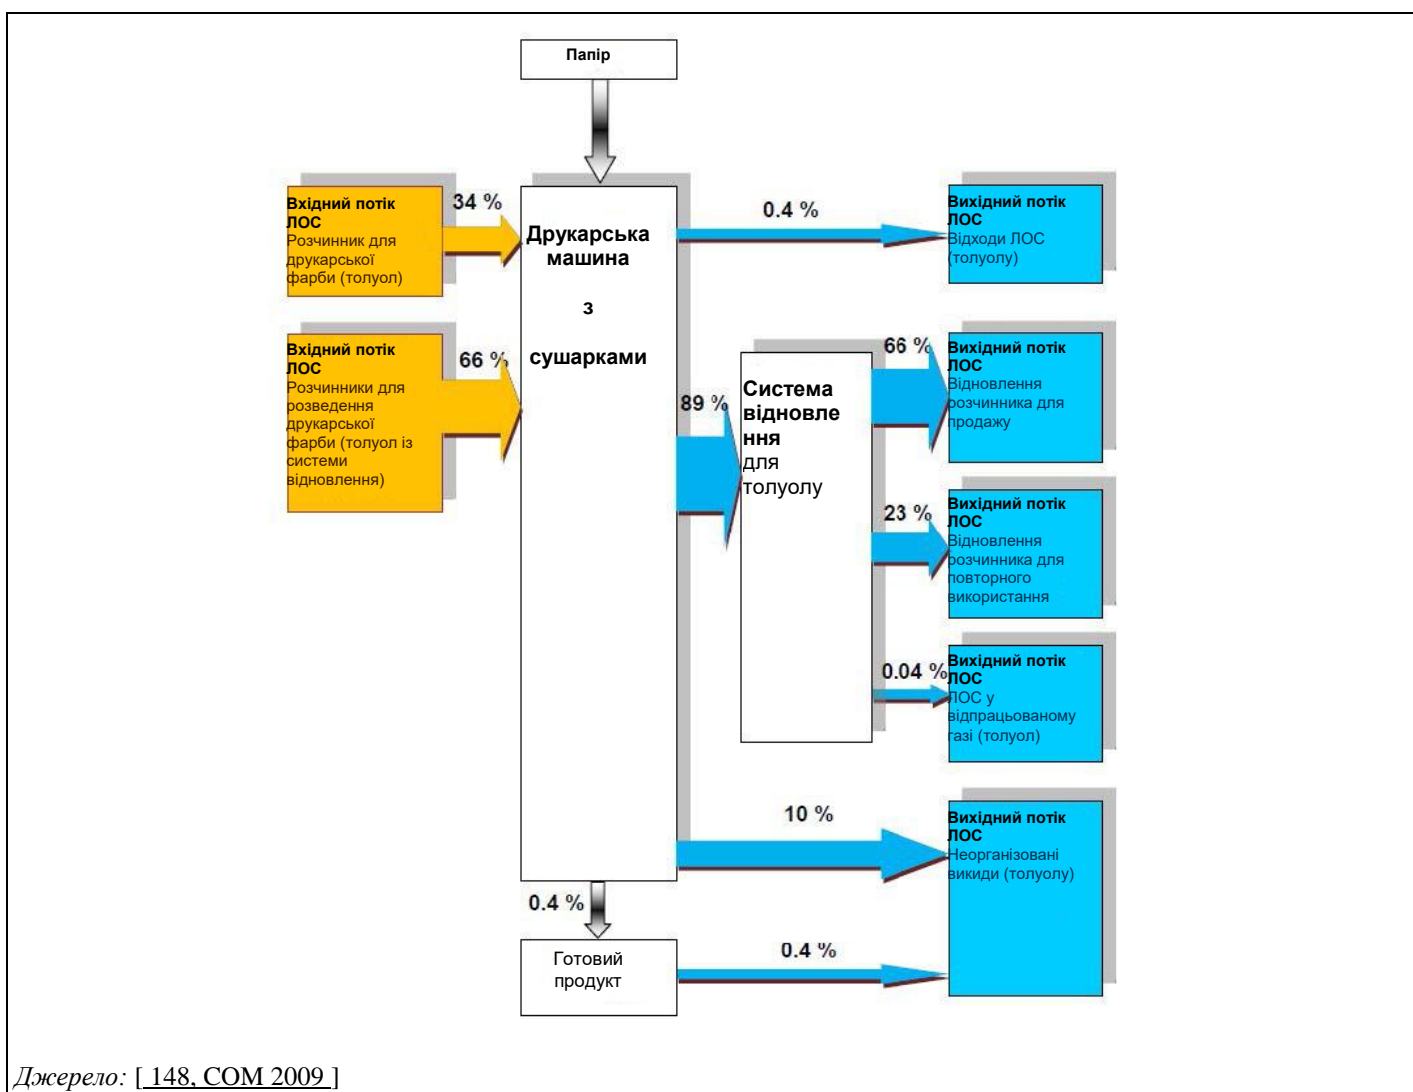 Папір
Вхідний потік
ЛОС
Розчинник для
друкарської
фарби (толуол)
34 %
Вхідний потік
ЛОС
Розчинники для
розведення
друкарської
фарби (толуол із
системи
відновлення)
66 %
Друкарська
машина
з
сушарками
0.4 %
Вихідний потік
ЛОС
Відходи ЛОС
(толуолу)
89 %
Система
відновле
ння
для
толуолу
66 %
Вихідний потік
ЛОС
Відновлення
розчинника для
продажу
23 %
Вихідний потік
ЛОС
Відновлення
розчинника для
повторного
використання
0.04 %
Вихідний потік
ЛОС
ЛОС у
відпрацьованому
газі (толуол)
10 %
Вихідний потік
ЛОС
Неорганізовані
викиди (толуолу)
0.4 %
Готовий
продукт
0.4 %
Джерело: [ 148, COM 2009 ]